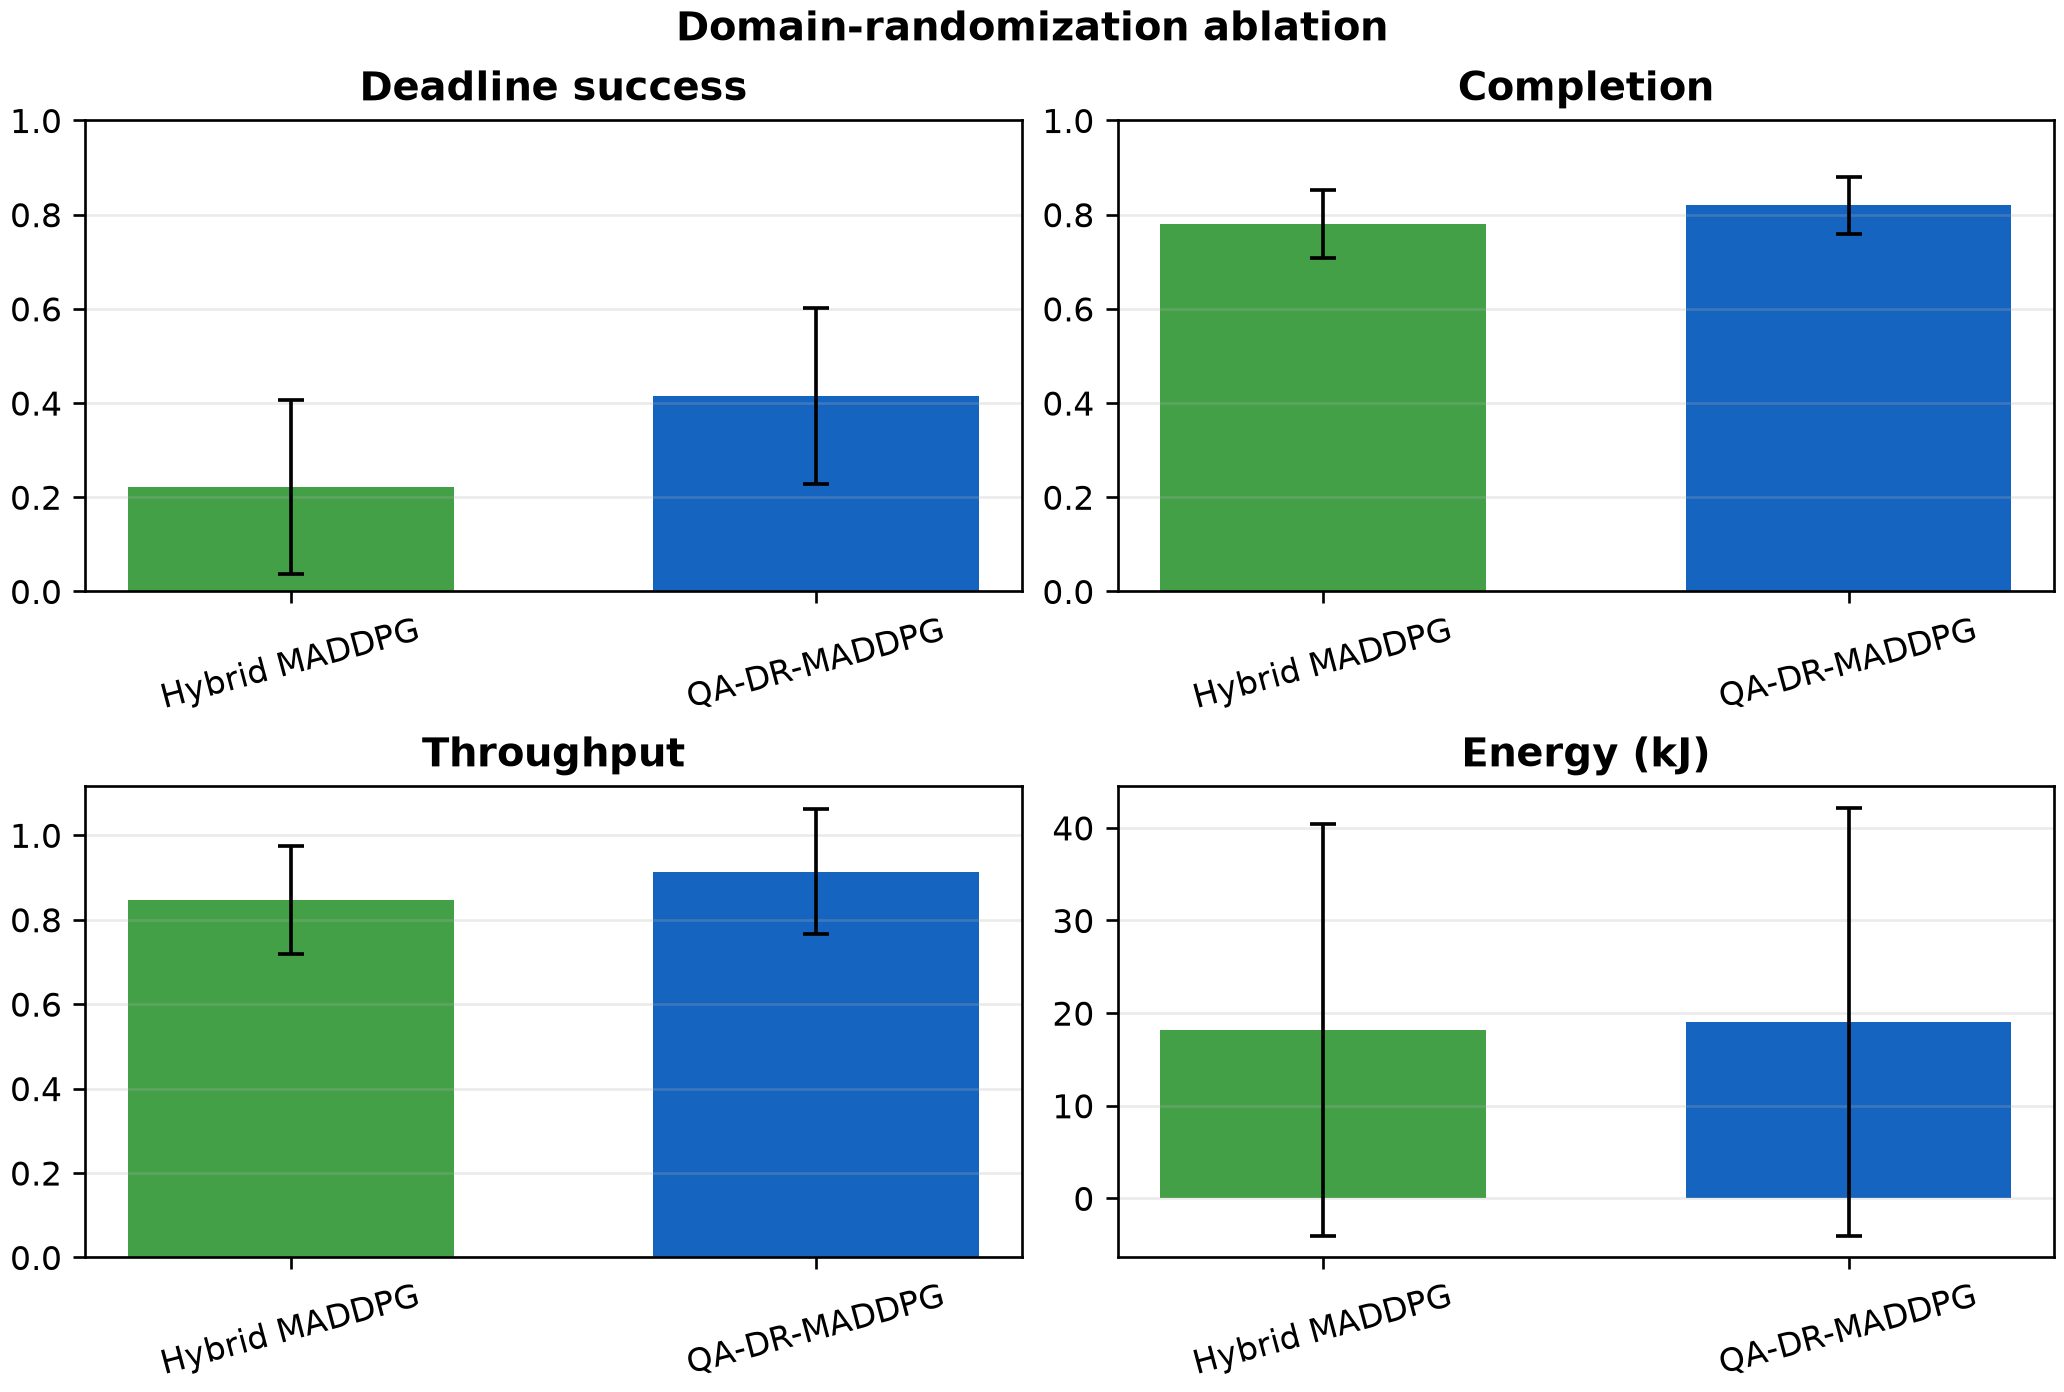 Domain-randomization ablation
Deadline success
1.0
0.8
0.6
0.4
0.2
0.0
Hybrid MADDPG
QA-DR-MADDPG
Completion
1.0
0.8
0.6
0.4
0.2
0.0
Hybrid MADDPG
QA-DR-MADDPG
Throughput
1.0
0.8
0.6
0.4
0.2
0.0
Hybrid MADDPG
QA-DR-MADDPG
Energy (kJ)
40
30
20
10
0
Hybrid MADDPG
QA-DR-MADDPG